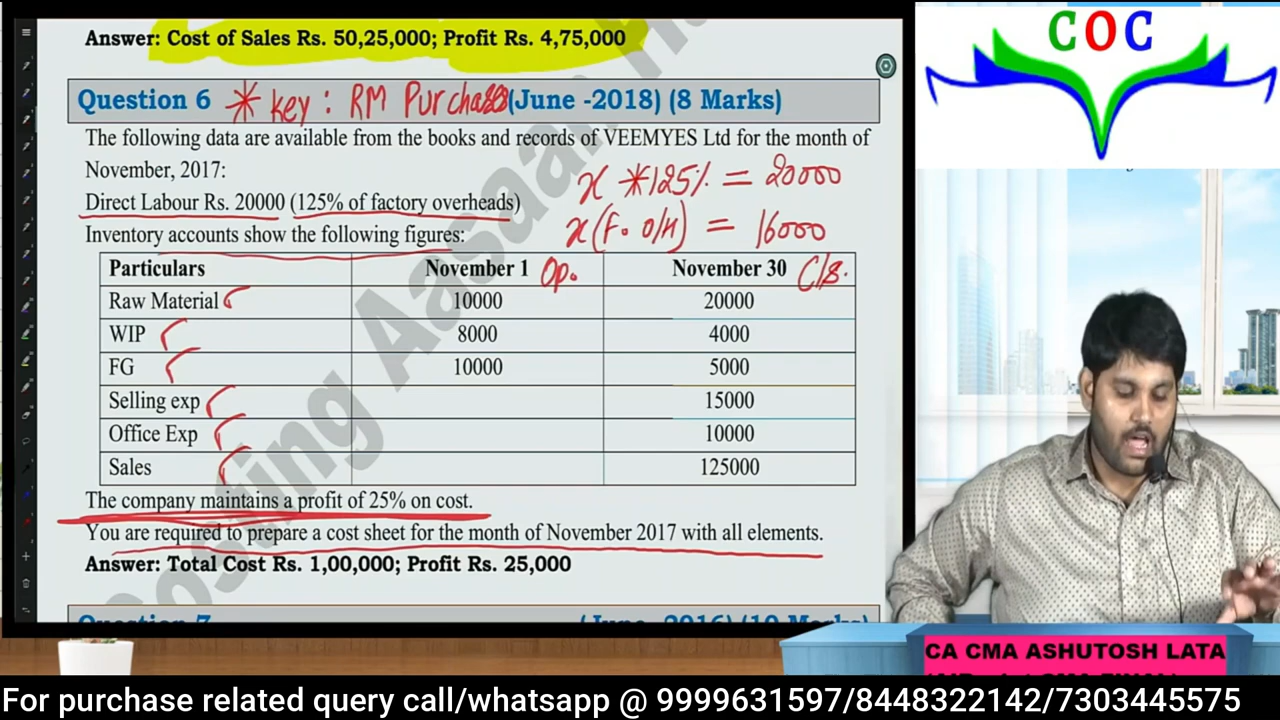 Answer: Cost of Sales Rs. 50,25,000; Profit Rs. 4,75,000
Question 6 * key: RM Purchase (June -2018) (8 Marks)
The following data are available from the books and records of VEEMYES Ltd for the month of
November, 2017:
x * 125% = 20000
Direct Labour Rs. 20000 (125% of factory overheads)
x (F. O/H) = 16000
Inventory accounts show the following figures:
Particulars November 1 Op. November 30 C/s.
Raw Material 10000 20000
WIP 8000 4000
FG 10000 5000
Selling exp 15000
Office Exp 10000
Sales 125000
The company maintains a profit of 25% on cost.
You are required to prepare a cost sheet for the month of November 2017 with all elements.
Answer: Total Cost Rs. 1,00,000; Profit Rs. 25,000
COC
CA CMA ASHUTOSH LATA
For purchase related query call/whatsapp @ 9999631597/8448322142/7303445575